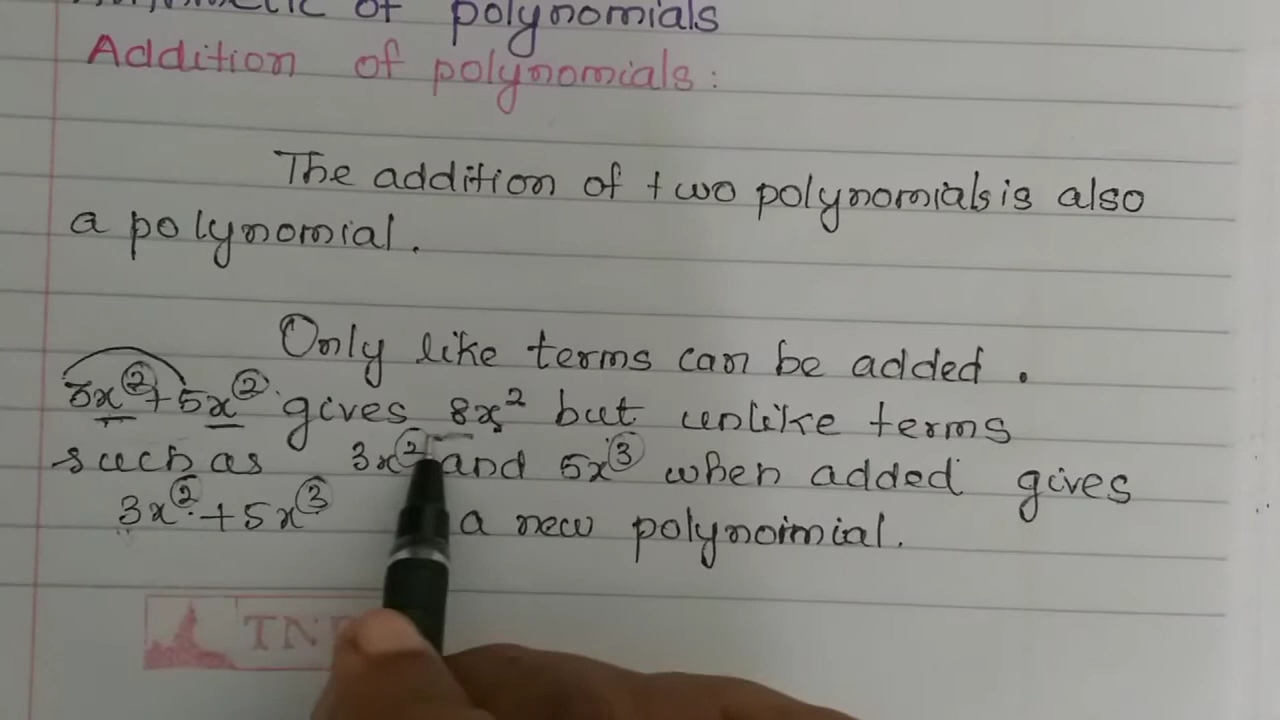 of polynomials
Addition of polynomials:
The addition of two polynomials is also
a polynomial.
Only like terms can be added.
3x²+5x² gives 8x² but unlike terms
such as 3x² and 5x³ when added gives
3x²+5x³ a new polynoimial.